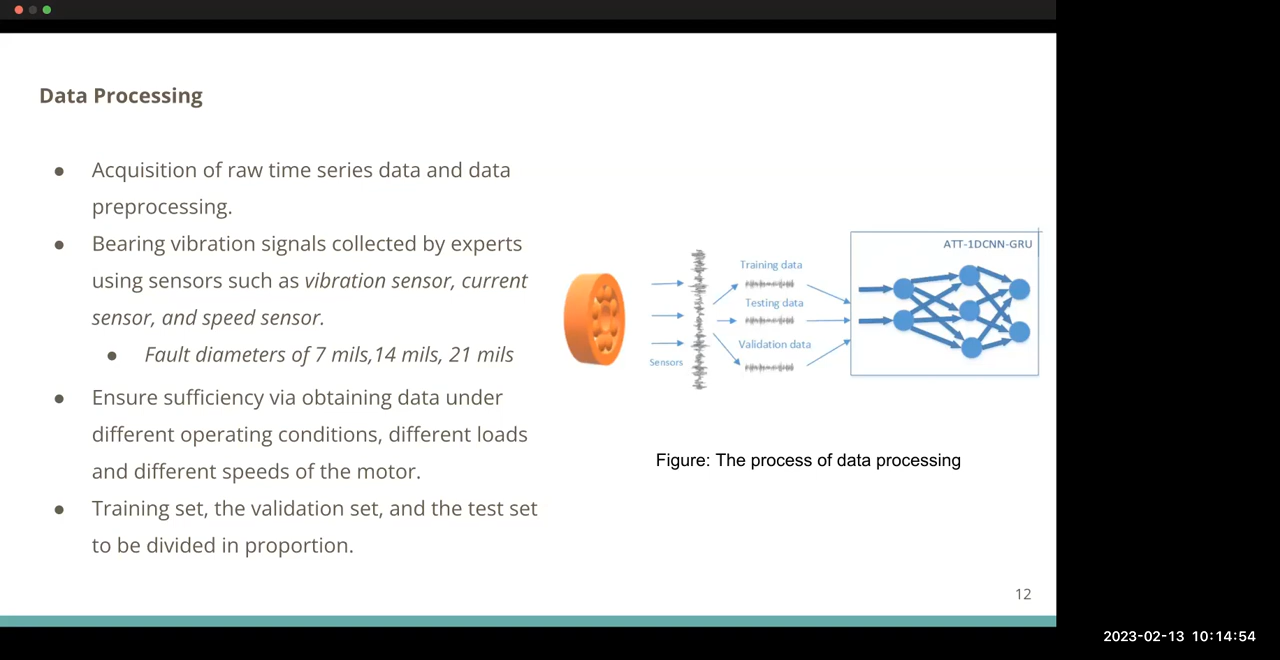 Data Processing
● Acquisition of raw time series data and data
preprocessing.
● Bearing vibration signals collected by experts
using sensors such as vibration sensor, current
sensor, and speed sensor.
● Fault diameters of 7 mils,14 mils, 21 mils
● Ensure sufficiency via obtaining data under
different operating conditions, different loads
and different speeds of the motor.
● Training set, the validation set, and the test set
to be divided in proportion.
ATT-1DCNN-GRU
Training data
Testing data
Validation data
Sensors
Figure: The process of data processing
12
2023-02-13 10:14:54